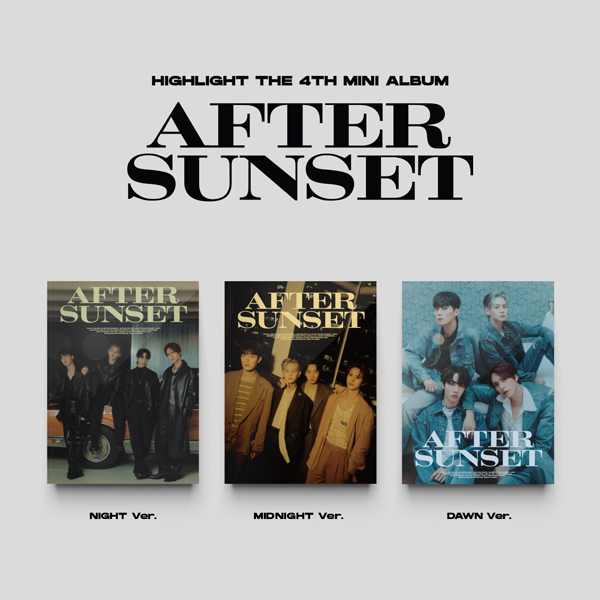 HIGHLIGHT THE 4TH MINI ALBUM
AFTER
SUNSET
AFTER
SUNSET
AFTER
SUNSET
AFTER
SUNSET
NIGHT Ver.
MIDNIGHT Ver.
DAWN Ver.